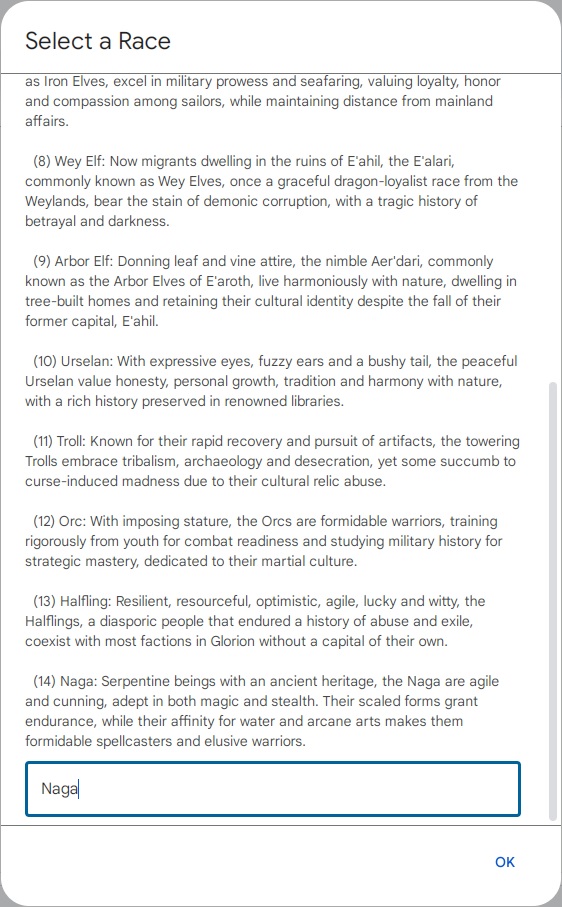 Select a Race
as Iron Elves, excel in military prowess and seafaring, valuing loyalty, honor
and compassion among sailors, while maintaining distance from mainland
affairs.
(8) Wey Elf: Now migrants dwelling in the ruins of E'ahil, the E'alari,
commonly known as Wey Elves, once a graceful dragon-loyalist race from the
Weylands, bear the stain of demonic corruption, with a tragic history of
betrayal and darkness.
(9) Arbor Elf: Donning leaf and vine attire, the nimble Aer'dari, commonly
known as the Arbor Elves of E'aroth, live harmoniously with nature, dwelling in
tree-built homes and retaining their cultural identity despite the fall of their
former capital, E'ahil.
(10) Urselan: With expressive eyes, fuzzy ears and a bushy tail, the peaceful
Urselan value honesty, personal growth, tradition and harmony with nature,
with a rich history preserved in renowned libraries.
(11) Troll: Known for their rapid recovery and pursuit of artifacts, the towering
Trolls embrace tribalism, archaeology and desecration, yet some succumb to
curse-induced madness due to their cultural relic abuse.
(12) Orc: With imposing stature, the Orcs are formidable warriors, training
rigorously from youth for combat readiness and studying military history for
strategic mastery, dedicated to their martial culture.
(13) Halfling: Resilient, resourceful, optimistic, agile, lucky and witty, the
Halflings, a diasporic people that endured a history of abuse and exile,
coexist with most factions in Glorion without a capital of their own.
(14) Naga: Serpentine beings with an ancient heritage, the Naga are agile
and cunning, adept in both magic and stealth. Their scaled forms grant
endurance, while their affinity for water and arcane arts makes them
formidable spellcasters and elusive warriors.
Naga
OK